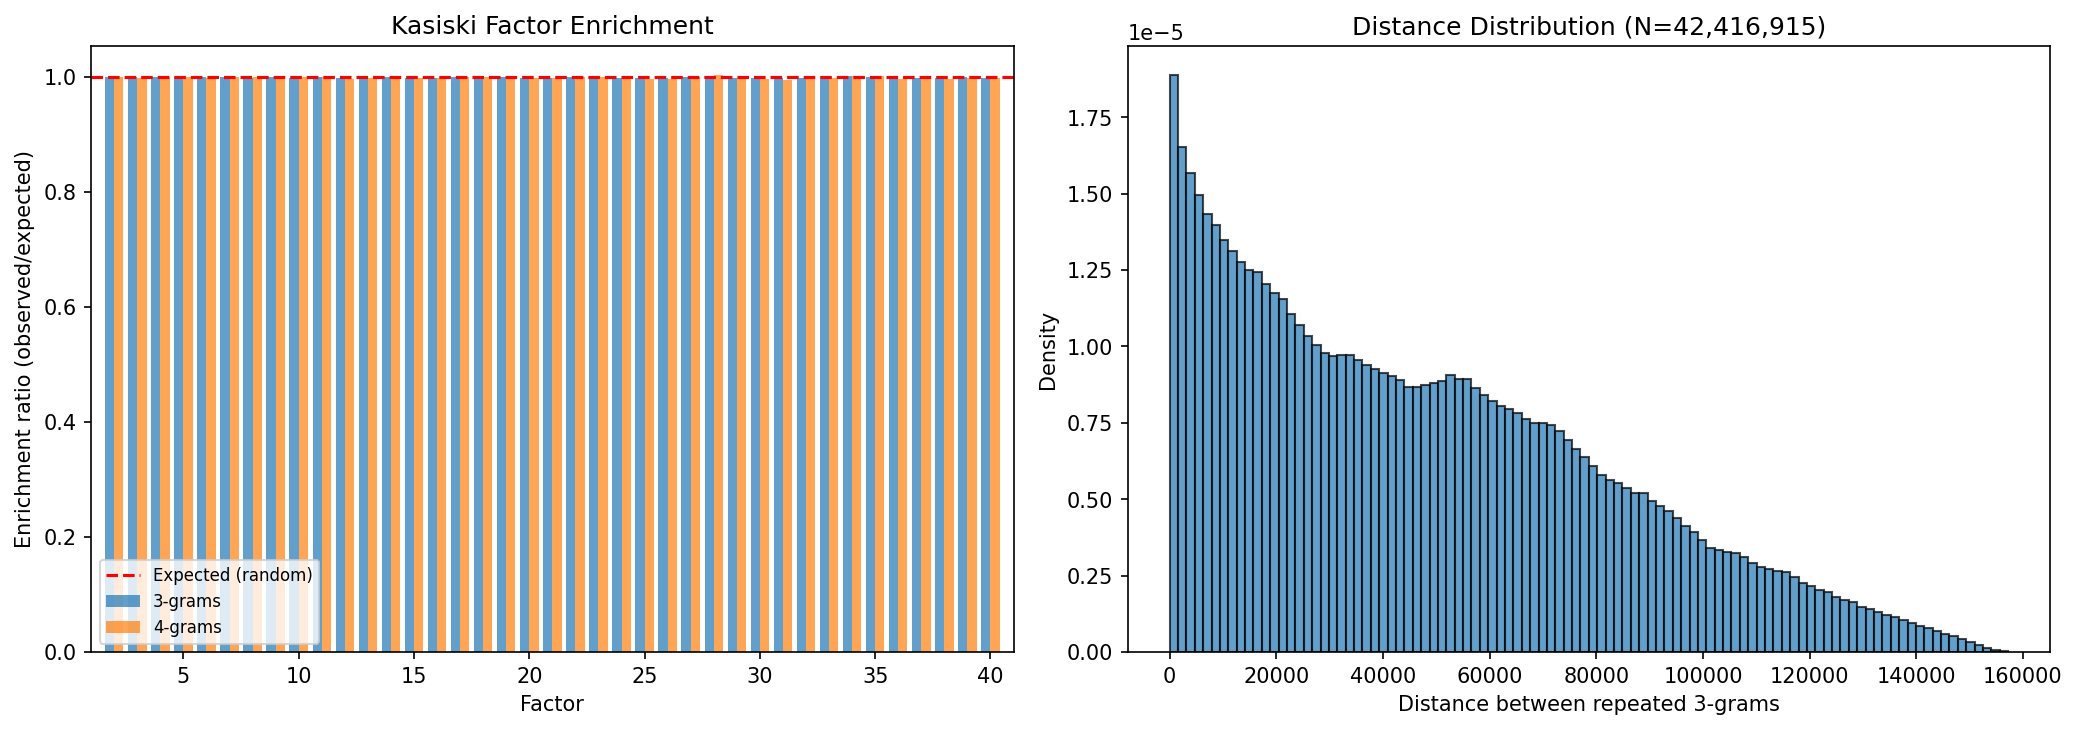 Kasiski Factor Enrichment
Enrichment ratio (observed/expected)
1.0
0.8
0.6
0.4
0.2
0.0
Expected (random)
3-grams
4-grams
5 10 15 20 25 30 35 40
Factor
Distance Distribution (N=42,416,915)
1e−5
Density
1.75
1.50
1.25
1.00
0.75
0.50
0.25
0.00
0 20000 40000 60000 80000 100000 120000 140000 160000
Distance between repeated 3-grams